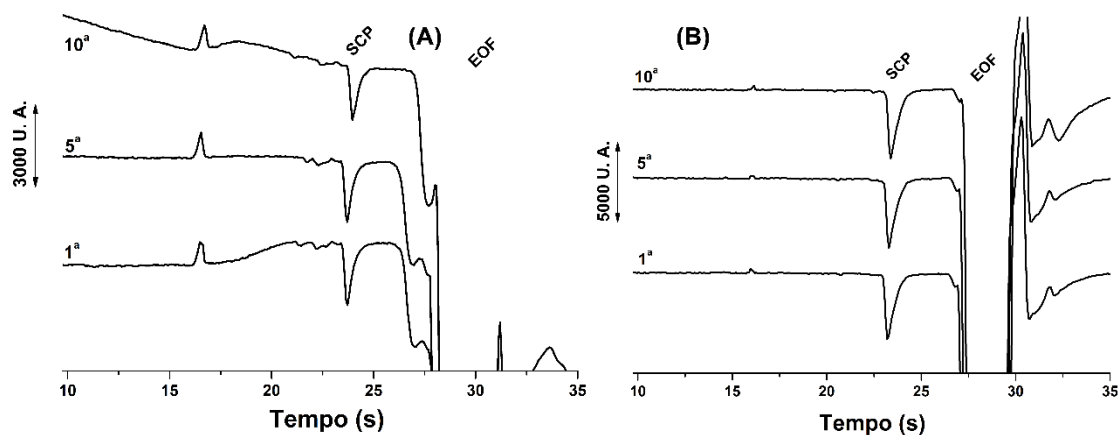 (A)
SCP
EOF
10ª
5ª
1ª
3000 U. A.
10 15 20 25 30 35
Tempo (s)
(B)
SCP
EOF
10ª
5ª
1ª
5000 U. A.
10 15 20 25 30 35
Tempo (s)